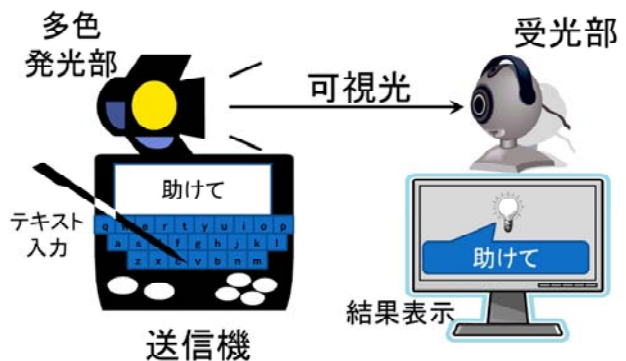 多色
発光部
受光部
可視光
助けて
テキスト
入力
q w e r t y u i o p
a s d f g h j k l
z x c v b n m
助けて
結果表示
送信機